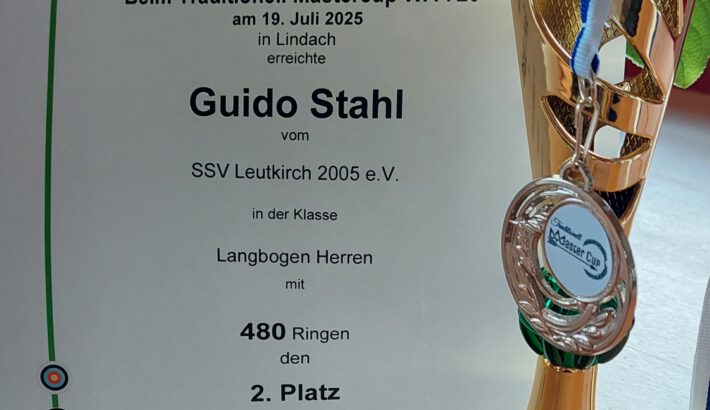 am 19. Juli 2025
in Lindach
erreichte
Guido Stahl
vom
SSV Leutkirch 2005 e.V.
in der Klasse
Langbogen Herren
mit
480 Ringen
den
2. Platz
Traditionell
Master Cup